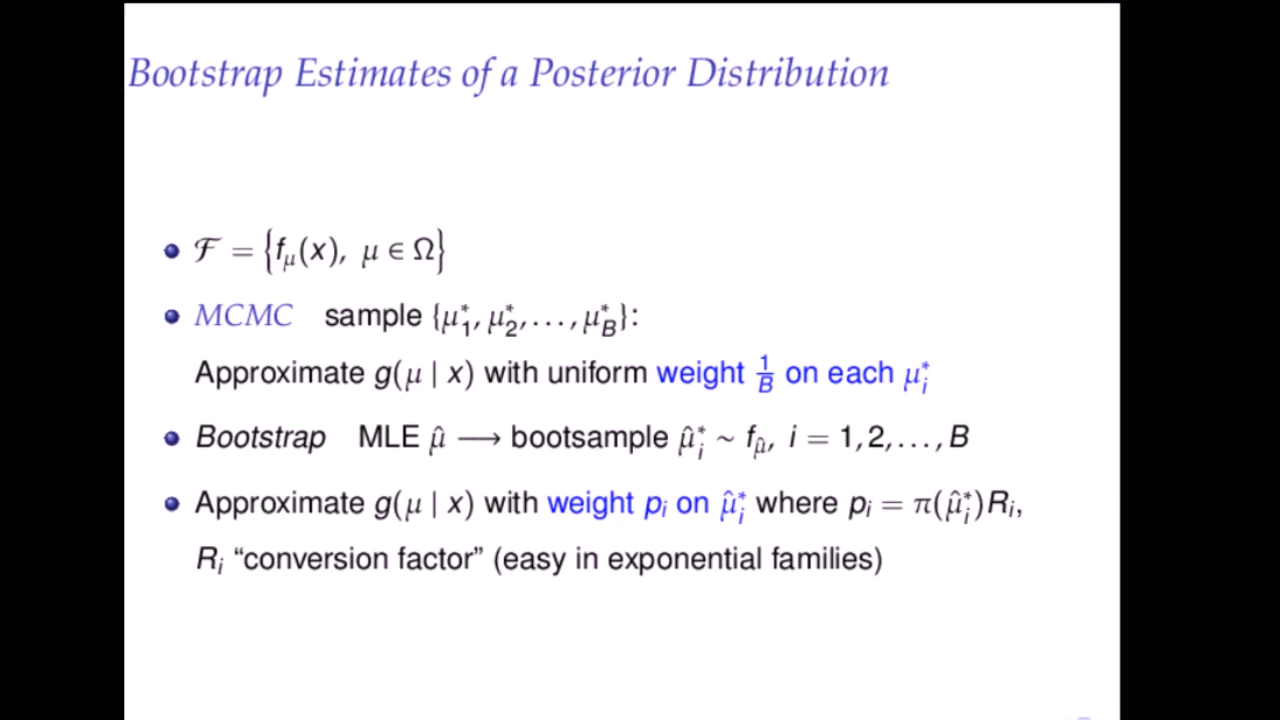 Bootstrap Estimates of a Posterior Distribution
ℱ = {f_μ(x), μ ∈ Ω}
MCMC sample {μ*_1, μ*_2, . . . , μ*_B}:
Approximate g(μ | x) with uniform weight 1/B on each μ*_i
Bootstrap MLE μ̂ ⟶ bootsample μ̂*_i ~ f_μ̂, i = 1, 2, . . . , B
Approximate g(μ | x) with weight p_i on μ̂*_i where p_i = π(μ̂*_i)R_i,
R_i “conversion factor” (easy in exponential families)